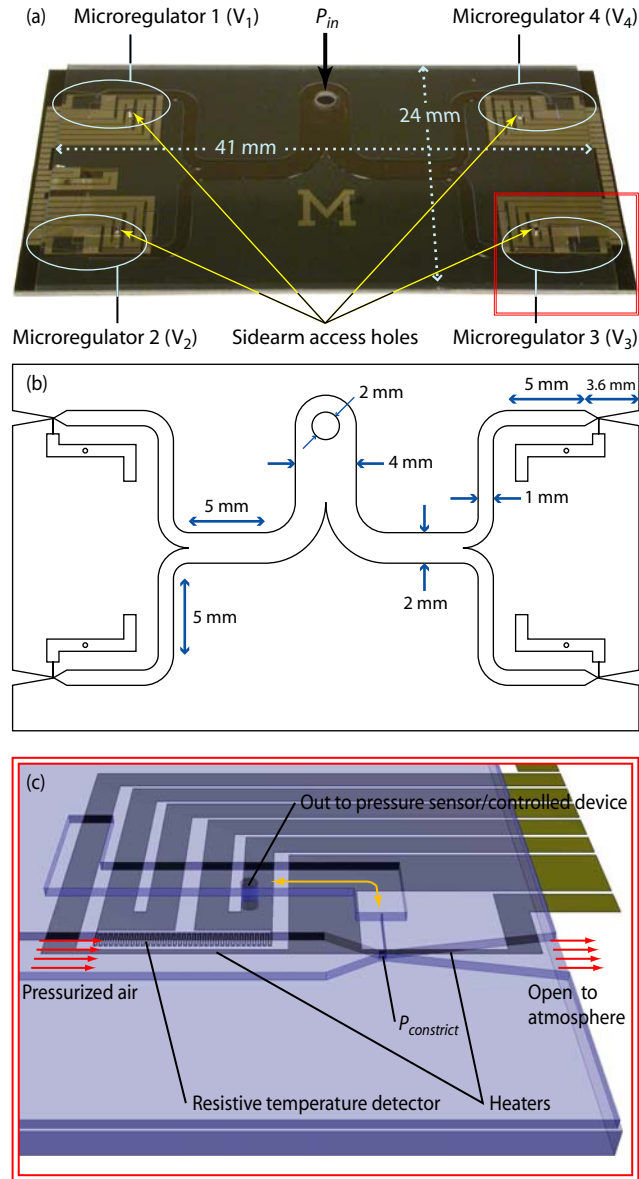 (a)
Microregulator 1 (V1)
Pin
Microregulator 4 (V4)
24 mm
41 mm
M
Microregulator 2 (V2)
Sidearm access holes
Microregulator 3 (V3)
(b)
2 mm
5 mm
3.6 mm
4 mm
5 mm
1 mm
2 mm
5 mm
(c)
Out to pressure sensor/controlled device
Pressurized air
Open to
atmosphere
Pconstrict
Resistive temperature detector
Heaters